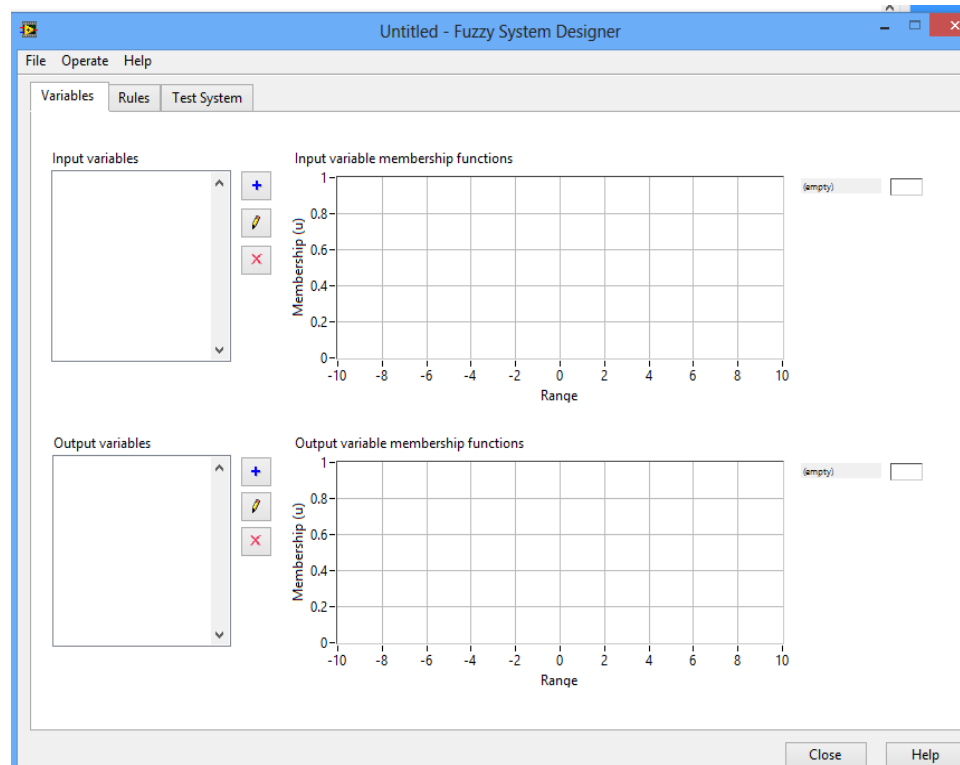 Untitled - Fuzzy System Designer
File Operate Help
Variables Rules Test System
Input variables
Input variable membership functions
(empty)
Membership (u)
1
0.8
0.6
0.4
0.2
0
-10 -8 -6 -4 -2 0 2 4 6 8 10
Range
Output variables
Output variable membership functions
(empty)
Membership (u)
1
0.8
0.6
0.4
0.2
0
-10 -8 -6 -4 -2 0 2 4 6 8 10
Range
Close Help